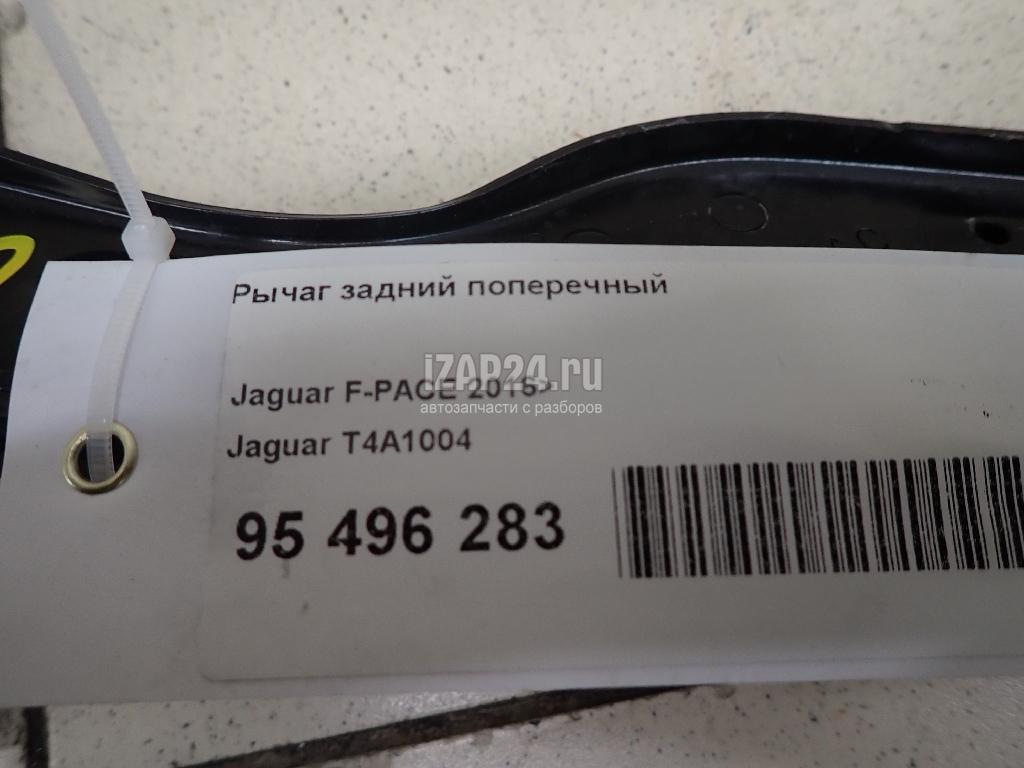 Рычаг задний поперечный
iZAP24.ru
Jaguar F-PACE 2016>
автозапчасти с разборов
Jaguar T4A1004
95 496 283